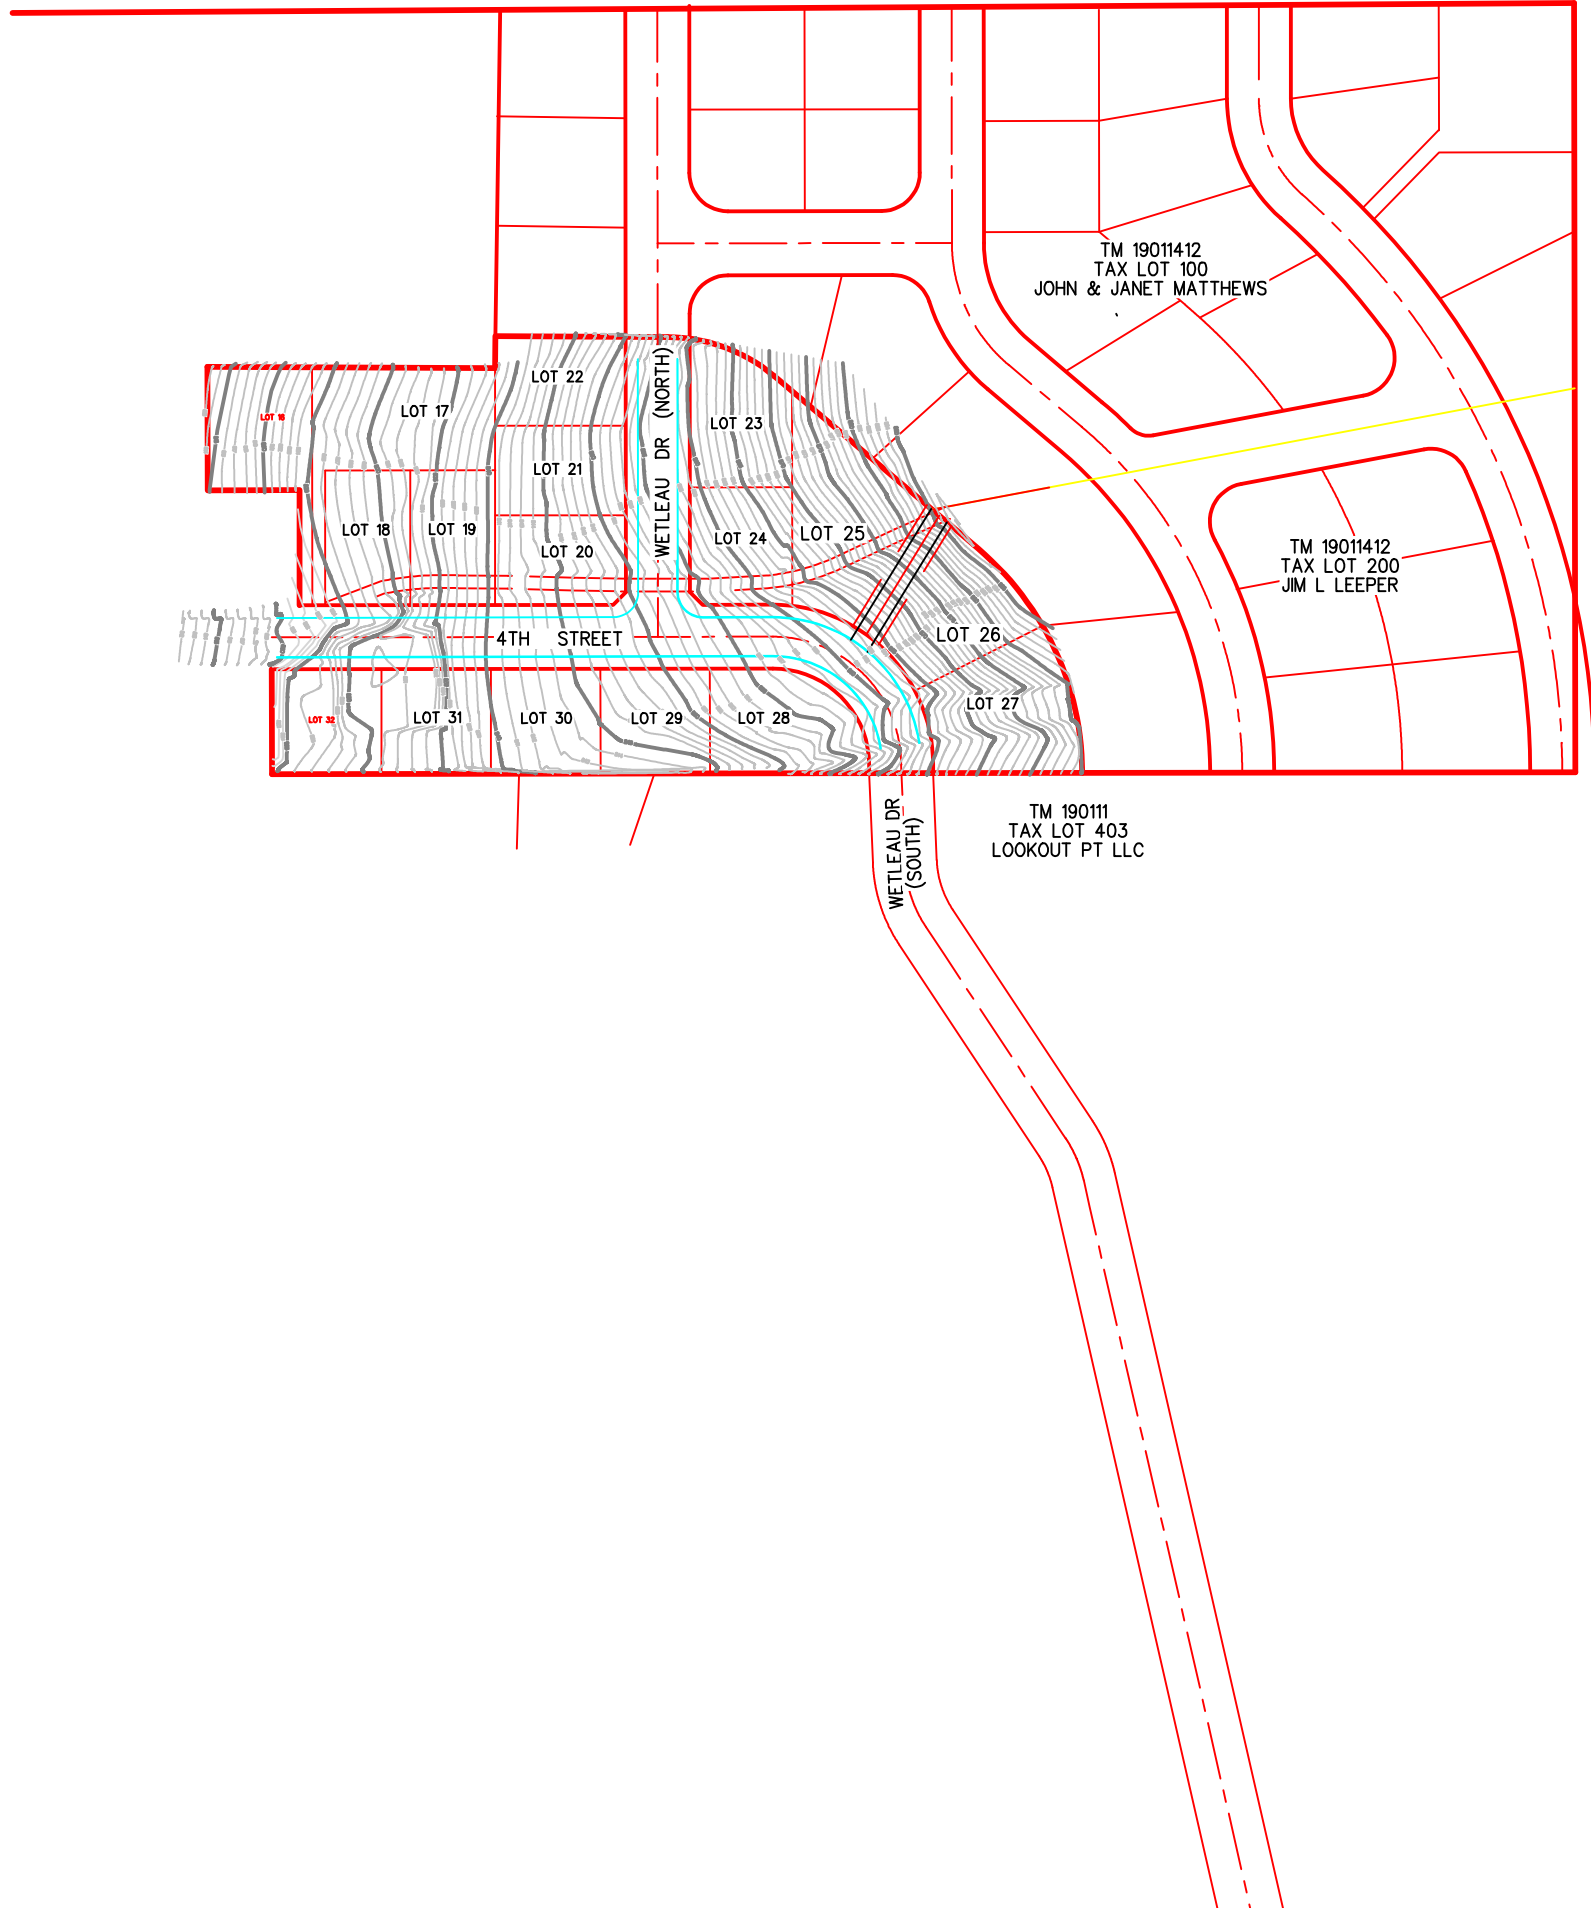 TM 19011412
TAX LOT 100
JOHN & JANET MATTHEWS
LOT 22
WETLEAU DR (NORTH)
LOT 17
LOT 16
LOT 23
LOT 21
LOT 18
LOT 19
LOT 20
LOT 24
LOT 25
TM 19011412
TAX LOT 200
JIM L LEEPER
4TH STREET
LOT 26
LOT 32
LOT 31
LOT 30
LOT 29
LOT 28
LOT 27
WETLEAU DR
(SOUTH)
TM 190111
TAX LOT 403
LOOKOUT PT LLC